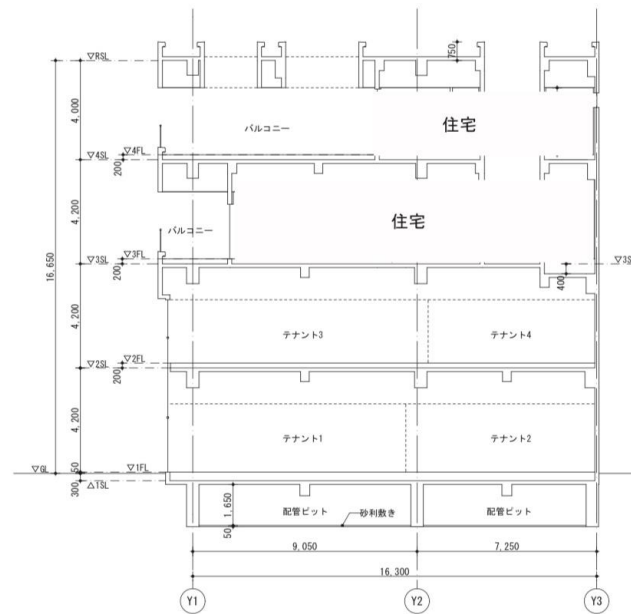 ▽RSL
750
4,000
バルコニー
住宅
▽4FL
▽4SL
200
4,200
16,650
住宅
バルコニー
▽3FL
▽3SL
200
▽3S
400
4,200
テナント3
テナント4
▽2FL
▽2SL
200
4,200
テナント1
テナント2
50
▽GL
▽1FL
300
△1SL
1,650
配管ピット
砂利敷き
配管ピット
50
9,050
7,250
16,300
Y1
Y2
Y3